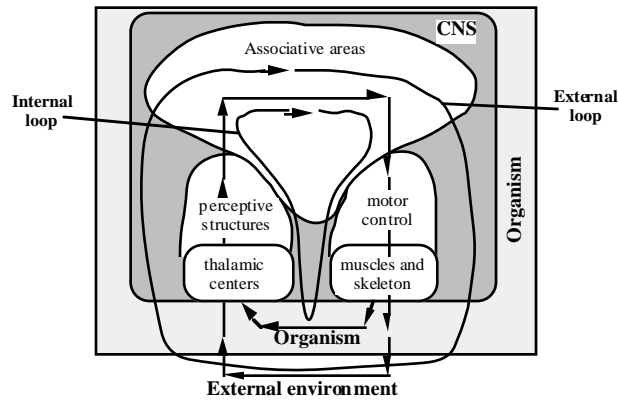 CNS
Associative areas
Internal
loop
External
loop
Organism
perceptive
structures
motor
control
thalamic
centers
muscles and
skeleton
Organism
External environment